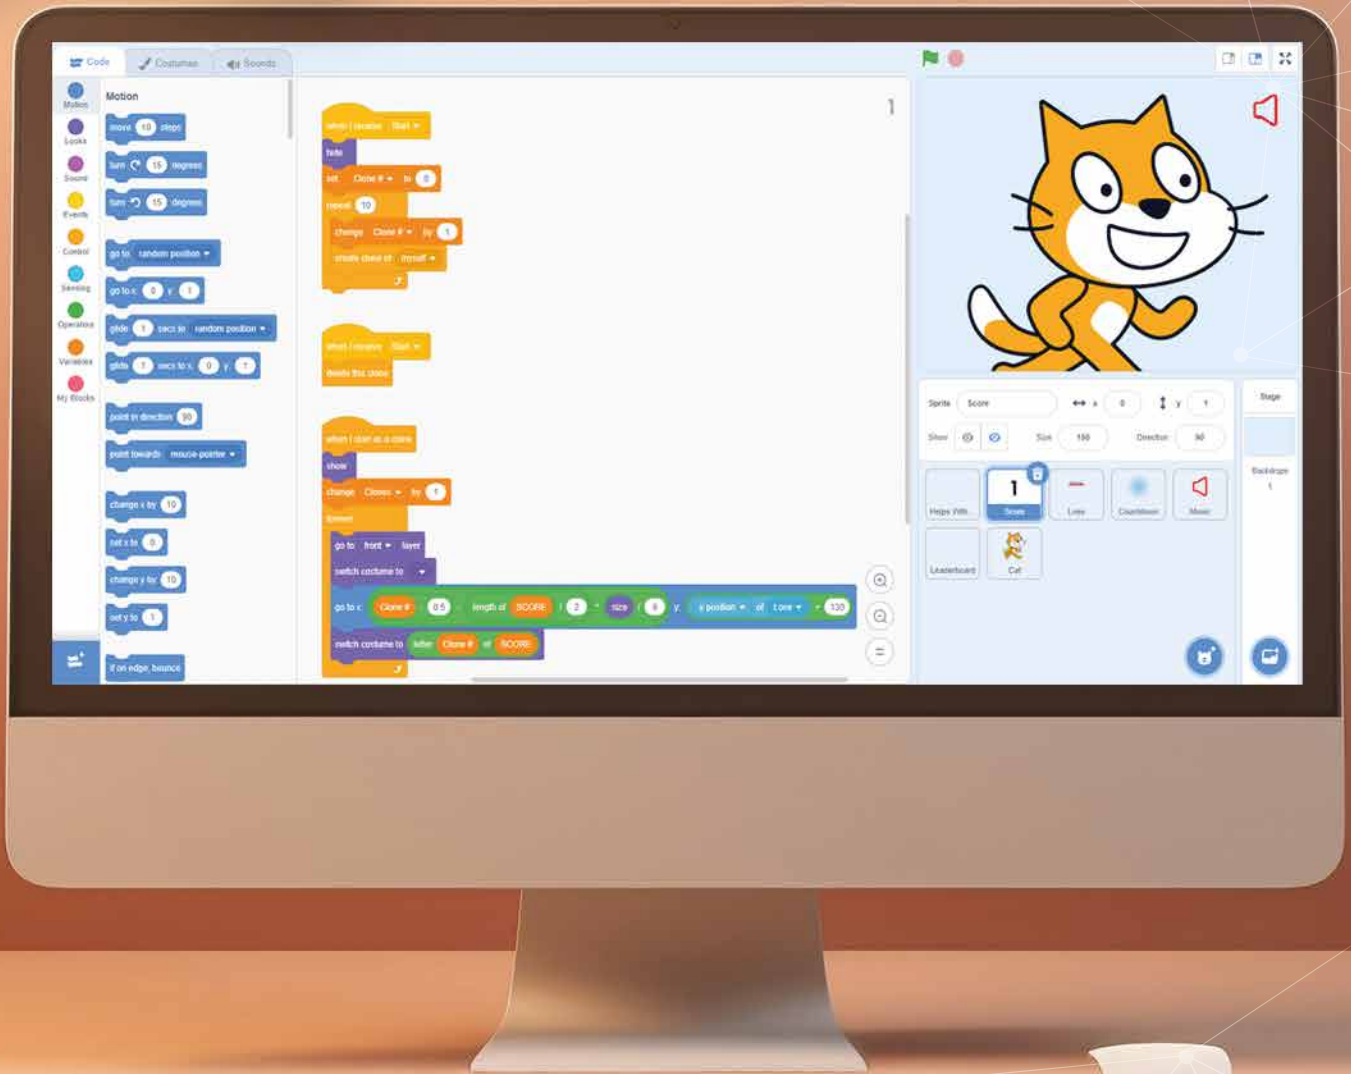 Code Costumes Sounds
Motion
Looks
Sound
Events
Control
Sensing
Operators
Variables
My Blocks
Motion
move 10 steps
turn 15 degrees
turn 15 degrees
go to random position
go to x: 0 y: 1
glide 1 secs to random position
glide 1 secs to x: 0 y: 1
point in direction 90
point towards mouse-pointer
change x by 10
set x to 0
change y by 10
set y to 1
if on edge, bounce
1
when I receive Start
hide
set Clone # to 0
repeat 10
change Clone # by 1
create clone of myself
when I receive Start
delete this clone
when I start as a clone
show
change Clones by 1
forever
go to front layer
switch costume to
go to x: Clone # 0.5 length of SCORE / 2 * size / 8 y: y position of + 130
switch costume to letter Clone # of SCORE
Sprite Score x 0 y 1
Show Size 150 Direction 90
Score Countdown Music
Leaderboard Cat
Stage
Backdrops
1